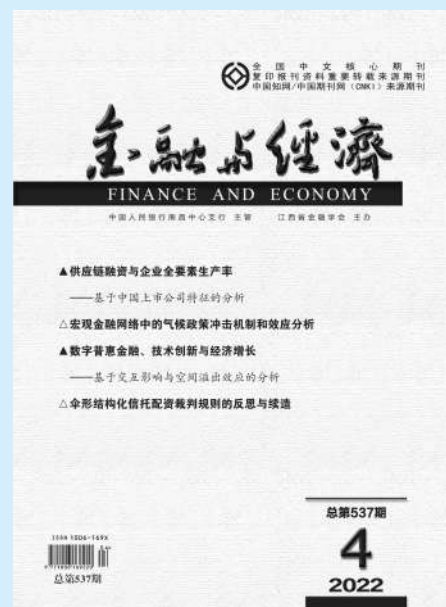 全国中文核心期刊
复印报刊资料重要转载来源期刊
中国知网/中国期刊网（CNKI）来源期刊
金融与经济
FINANCE AND ECONOMY
中国人民银行南昌中心支行 主管 江西省金融学会 主办
▲供应链融资与企业全要素生产率
——基于中国上市公司特征的分析
△宏观金融网络中的气候政策冲击机制和效应分析
▲数字普惠金融、技术创新与经济增长
——基于交互影响与空间溢出效应的分析
△伞形结构化信托配资裁判规则的反思与续造
总第537期
4
2022
ISSN 1006-169X
总第537期